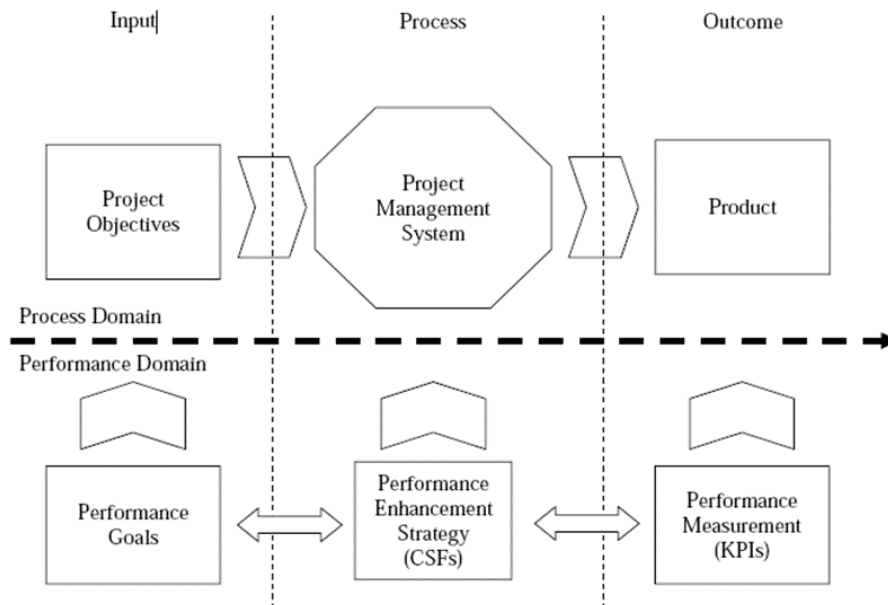 Input
Process
Outcome
Project
Objectives
Project
Management
System
Product
Process Domain
Performance Domain
Performance
Goals
Performance
Enhancement
Strategy
(CSFs)
Performance
Measurement
(KPIs)